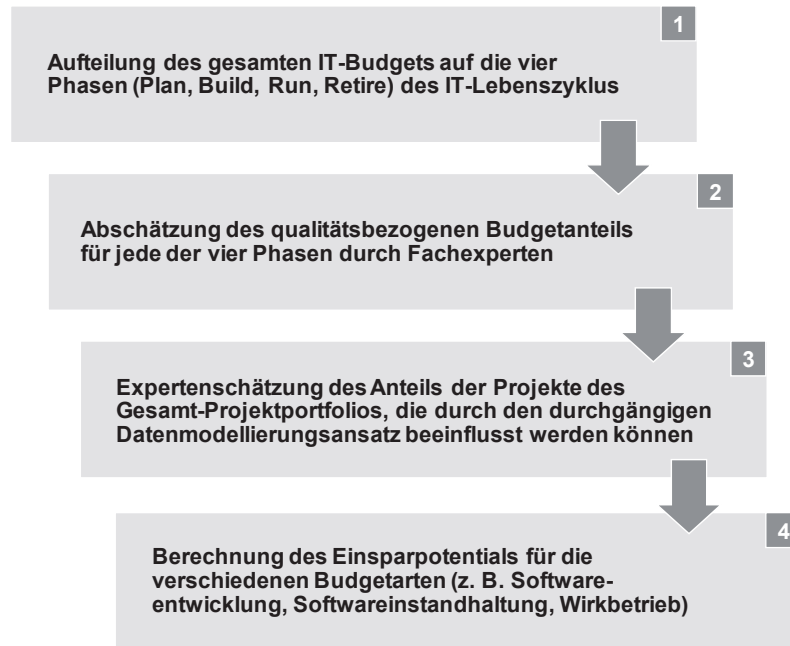 1
Aufteilung des gesamten IT-Budgets auf die vier
Phasen (Plan, Build, Run, Retire) des IT-Lebenszyklus
2
Abschätzung des qualitätsbezogenen Budgetanteils
für jede der vier Phasen durch Fachexperten
3
Expertenschätzung des Anteils der Projekte des
Gesamt-Projektportfolios, die durch den durchgängigen
Datenmodellierungsansatz beeinflusst werden können
4
Berechnung des Einsparpotentials für die
verschiedenen Budgetarten (z. B. Software-
entwicklung, Softwareinstandhaltung, Wirkbetrieb)